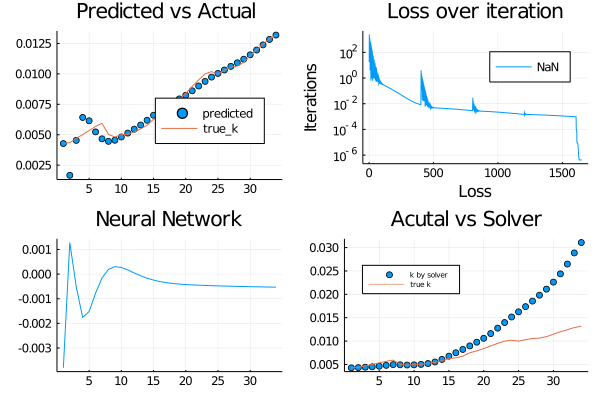 Predicted vs Actual
0.0125
0.0100
0.0075
0.0050
0.0025
predicted
true_k
5 10 15 20 25 30
Loss over iteration
Iterations
10² 
10⁰
10⁻²
10⁻⁴
10⁻⁶
NaN
0 500 1000 1500
Loss
Neural Network
0.001
0.000
-0.001
-0.002
-0.003
5 10 15 20 25 30
Acutal vs Solver
0.030
0.025
0.020
0.015
0.010
0.005
k by solver
true k
5 10 15 20 25 30